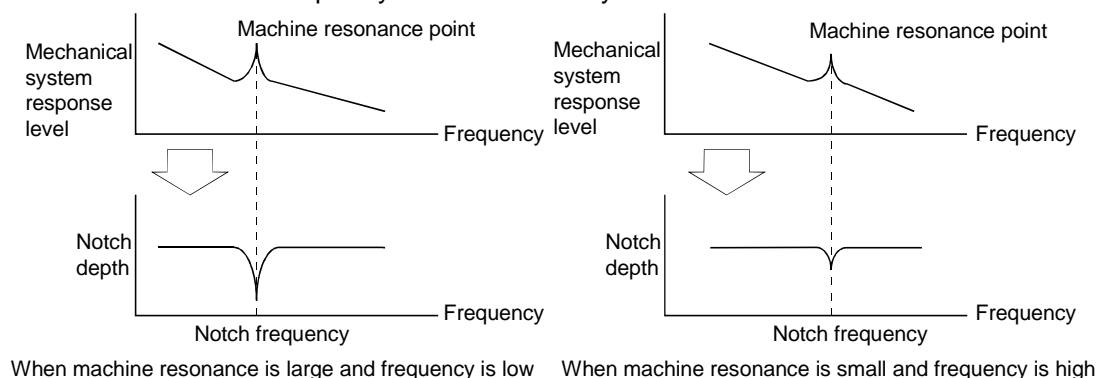 Machine resonance point
Mechanical
system
response
level
Frequency
Notch
depth
Frequency
Notch frequency
When machine resonance is large and frequency is low
Machine resonance point
Mechanical
system
response
level
Frequency
Notch
depth
Frequency
Notch frequency
When machine resonance is small and frequency is high